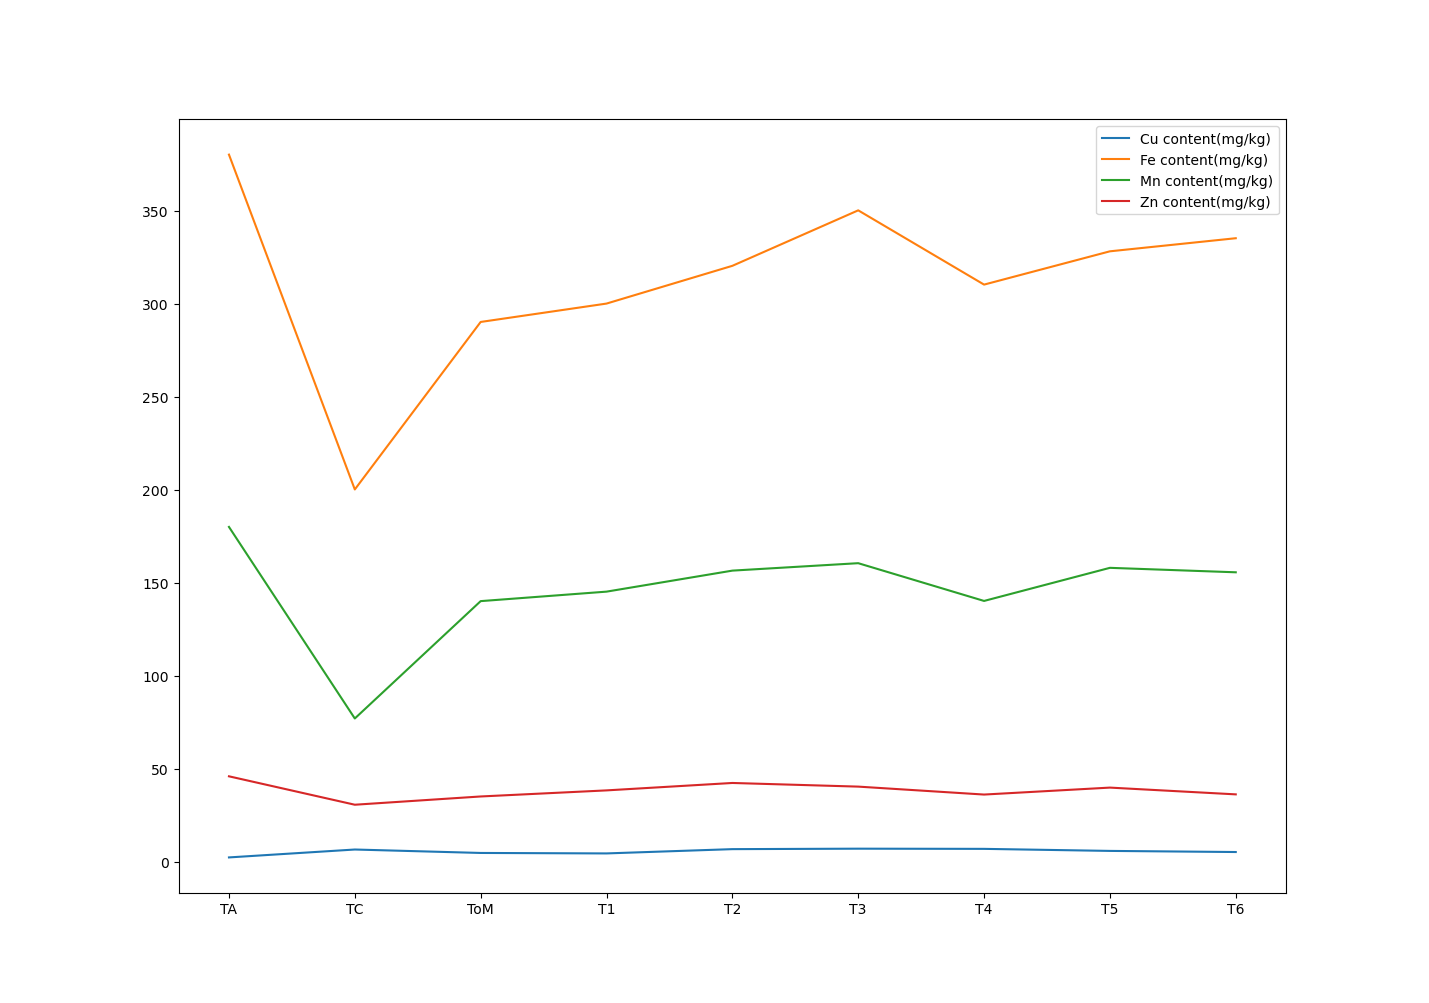 Cu content(mg/kg)
Fe content(mg/kg)
Mn content(mg/kg)
Zn content(mg/kg)
350
300
250
200
150
100
50
0
TA TC ToM T1 T2 T3 T4 T5 T6